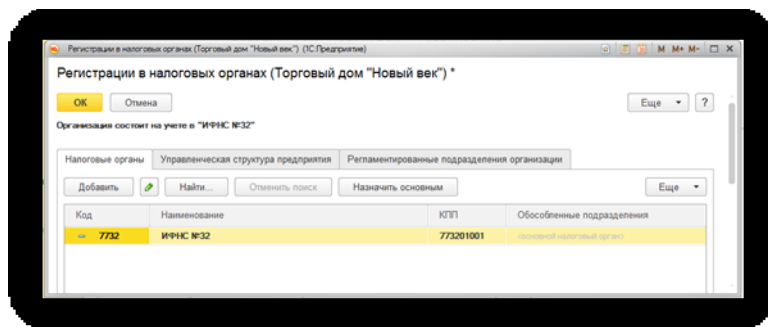 Регистрации в налоговых органах (Торговый дом "Новый век") (1С:Предприятие)
M M+ M-
Регистрации в налоговых органах (Торговый дом "Новый век") *
ОК Отмена Еще ?
Организация состоит на учете в "ИФНС №32"
Налоговые органы Управленческая структура предприятия Регламентированные подразделения организации
Добавить Найти... Отменить поиск Назначить основным Еще
Код Наименование КПП Обособленные подразделения
7732 ИФНС №32 773201001 <основной налоговый орган>